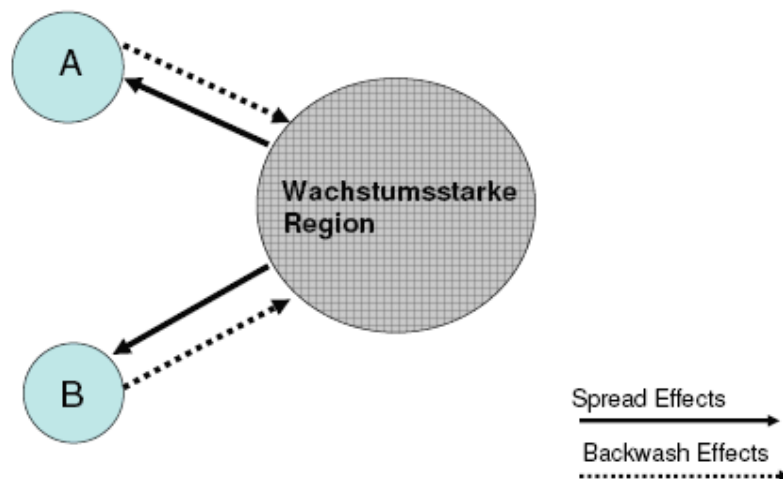 A
Wachstumsstarke
Region
B
Spread Effects
Backwash Effects